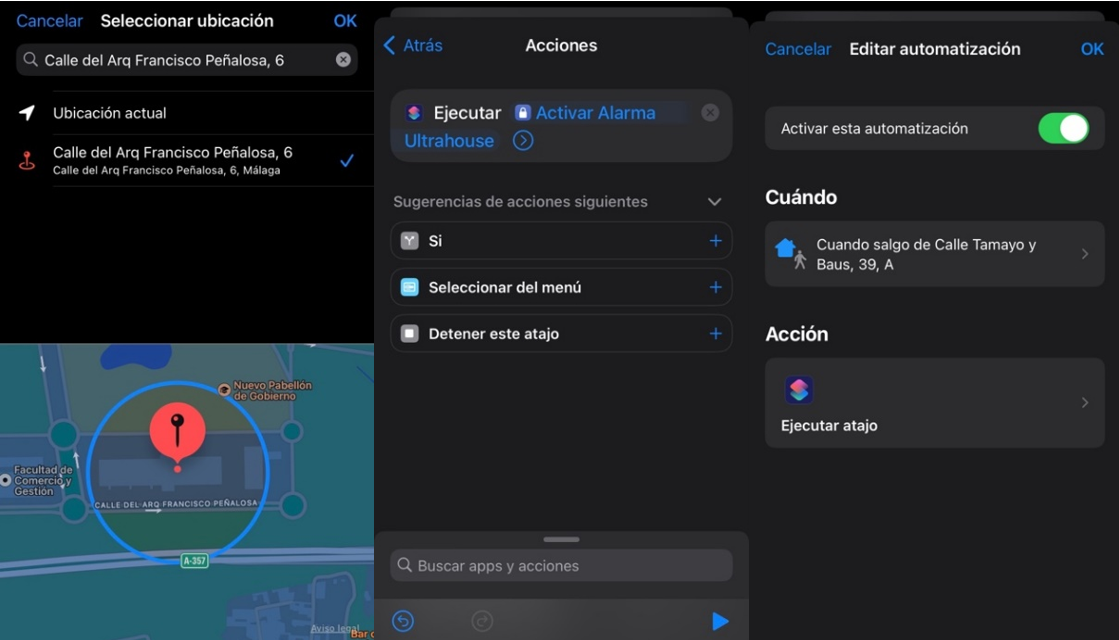 Cancelar Seleccionar ubicación OK
Calle del Arq Francisco Peñalosa, 6
Ubicación actual
Calle del Arq Francisco Peñalosa, 6
Calle del Arq Francisco Peñalosa, 6, Málaga
Nuevo Pabellón
de Gobierno
Facultad de
Comercio y
Gestión
CALLE DEL ARQ FRANCISCO PEÑALOSA
A-357
Aviso legal
Bar
Atrás Acciones
Ejecutar Activar Alarma
Ultrahouse
Sugerencias de acciones siguientes
Si
Seleccionar del menú
Detener este atajo
Buscar apps y acciones
Cancelar Editar automatización OK
Activar esta automatización
Cuándo
Cuando salgo de Calle Tamayo y
Baus, 39, A
Acción
Ejecutar atajo